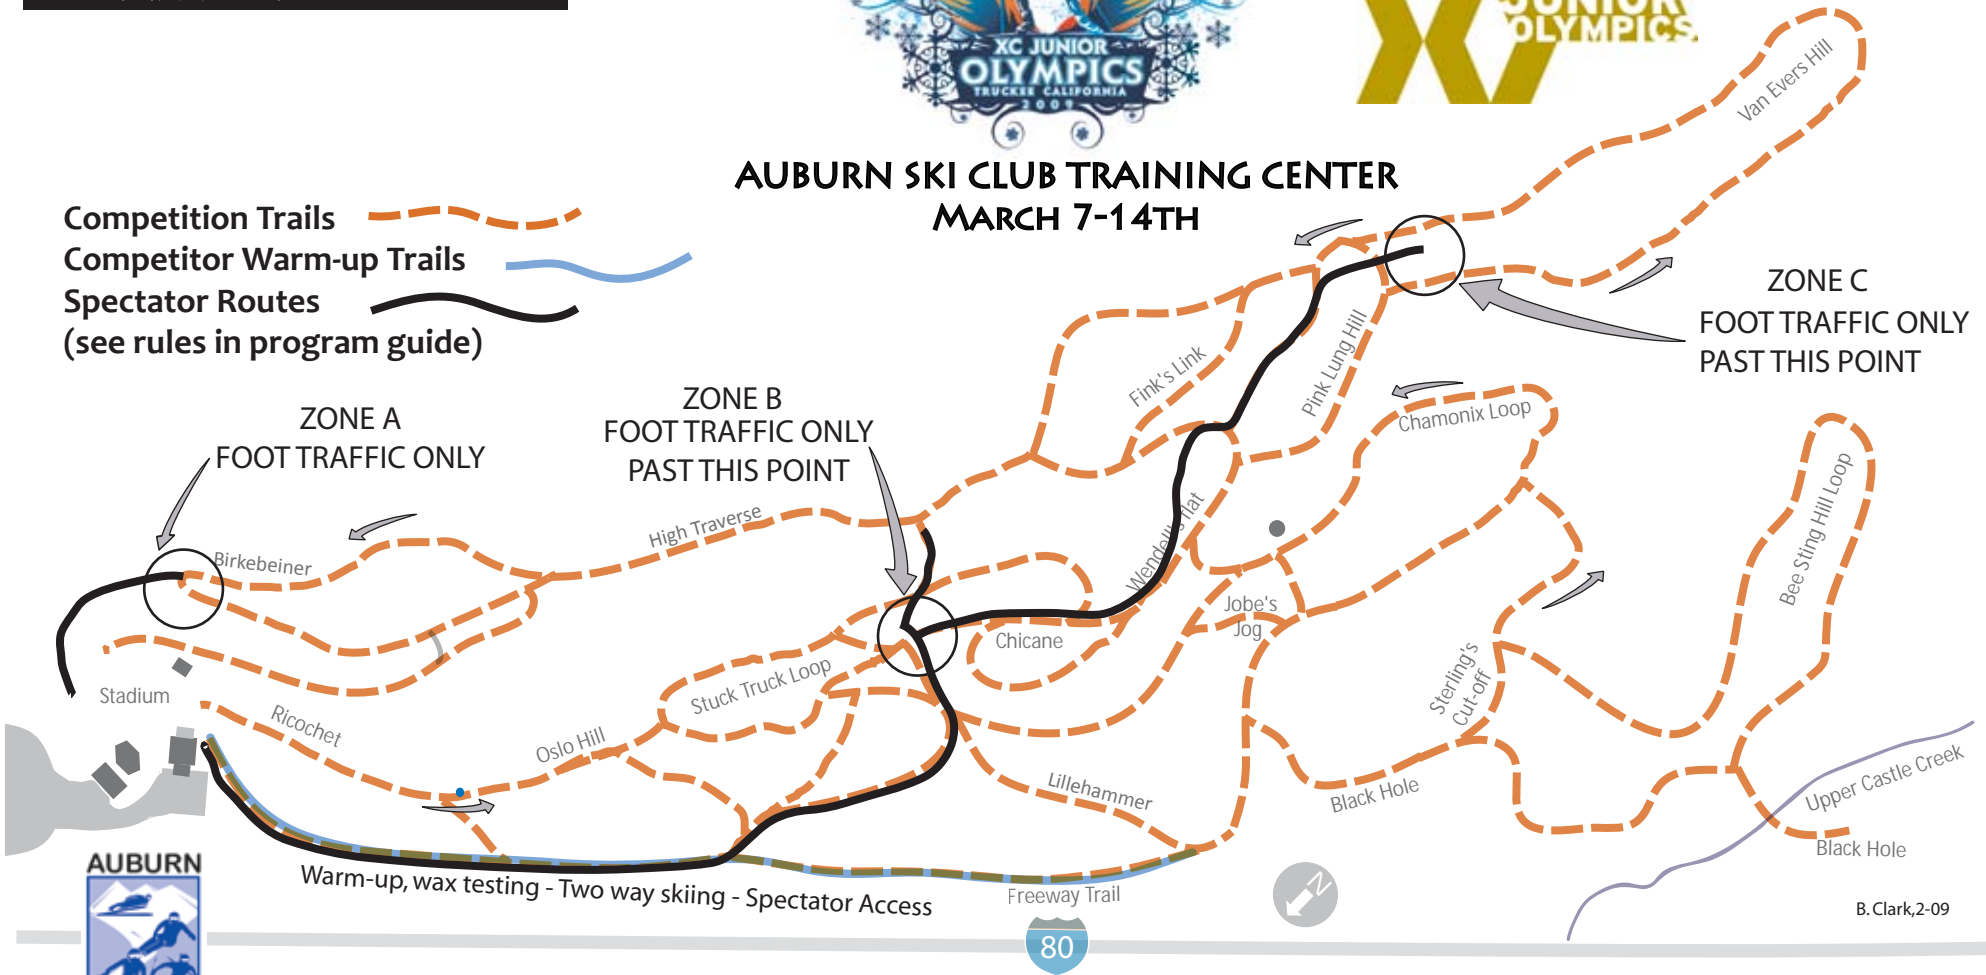 XC JUNIOR
OLYMPICS
TRUCKEE CALIFORNIA
2009
JUNIOR
OLYMPICS
AUBURN SKI CLUB TRAINING CENTER
MARCH 7-14TH
Competition Trails
Competitor Warm-up Trails
Spectator Routes
(see rules in program guide)
ZONE A
FOOT TRAFFIC ONLY
ZONE B
FOOT TRAFFIC ONLY
PAST THIS POINT
ZONE C
FOOT TRAFFIC ONLY
PAST THIS POINT
Van Evers Hill
Fink's Link
Pink Lung Hill
Chamonix Loop
Bee Sting Hill Loop
High Traverse
Birkebeiner
Wendell's flat
Chicane
Jobe's
Jog
Sterling's
Cut-off
Stuck Truck Loop
Stadium
Ricochet
Oslo Hill
Lillehammer
Black Hole
Upper Castle Creek
Black Hole
Warm-up, wax testing - Two way skiing - Spectator Access
Freeway Trail
N
B. Clark,2-09
AUBURN
80